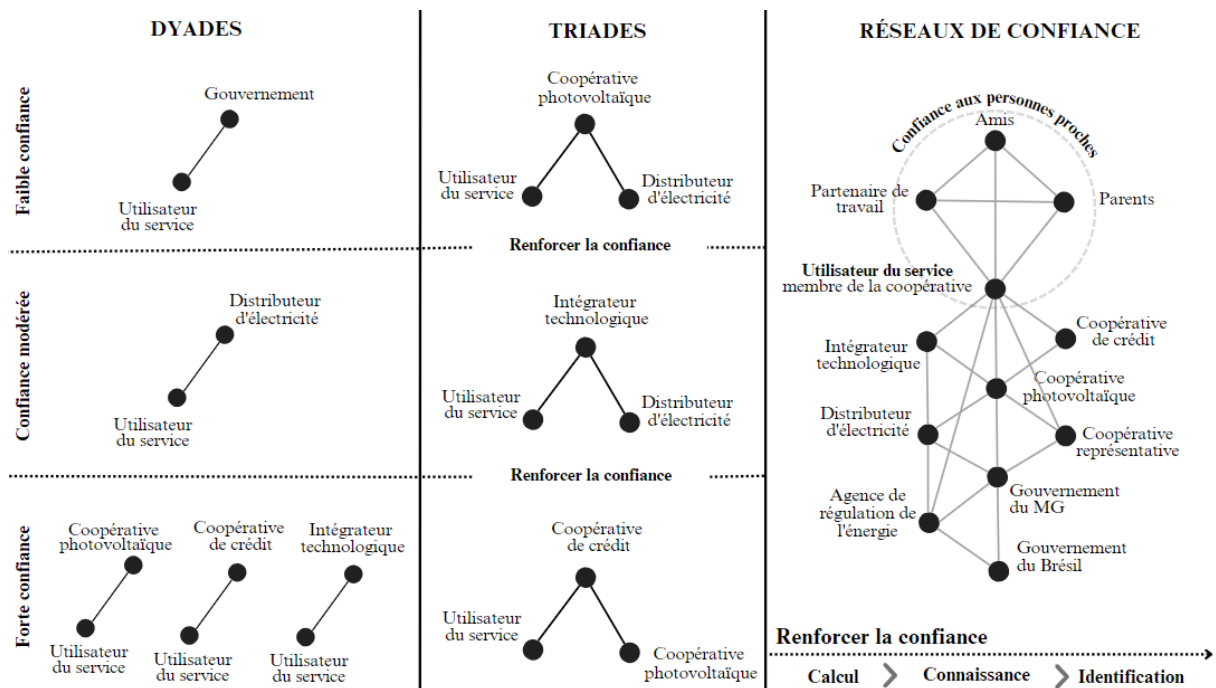 DYADES
TRIADES
RÉSEAUX DE CONFIANCE
Faible confiance
Gouvernement
Utilisateur
du service
Coopérative
photovoltaïque
Utilisateur
du service
Distributeur
d'électricité
Renforcer la confiance
Confiance modérée
Distributeur
d'électricité
Utilisateur
du service
Intégrateur
technologique
Utilisateur
du service
Distributeur
d'électricité
Renforcer la confiance
Forte confiance
Coopérative
photovoltaïque
Utilisateur
du service
Coopérative
de crédit
Utilisateur
du service
Intégrateur
technologique
Utilisateur
du service
Coopérative
de crédit
Utilisateur
du service
Coopérative
photovoltaïque
Confiance aux personnes proches
Amis
Partenaire de
travail
Parents
Utilisateur du service
membre de la coopérative
Intégrateur
technologique
Coopérative
de crédit
Coopérative
photovoltaïque
Distributeur
d'électricité
Coopérative
représentative
Agence de
régulation de
l'énergie
Gouvernement
du MG
Gouvernement
du Brésil
Renforcer la confiance
Calcul
Connaissance
Identification